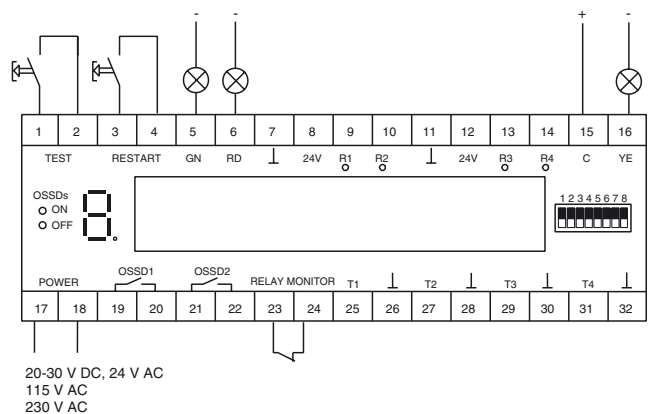 - - + -
1 2 3 4 5 6 7 8 9 10 11 12 13 14 15 16
TEST RESTART GN RD 24V R1 R2 24V R3 R4 C YE
OSSDs
ON
OFF
8.
1 2 3 4 5 6 7 8
POWER OSSD1 OSSD2 RELAY MONITOR T1 T2 T3 T4
17 18 19 20 21 22 23 24 25 26 27 28 29 30 31 32
20-30 V DC, 24 V AC
115 V AC
230 V AC